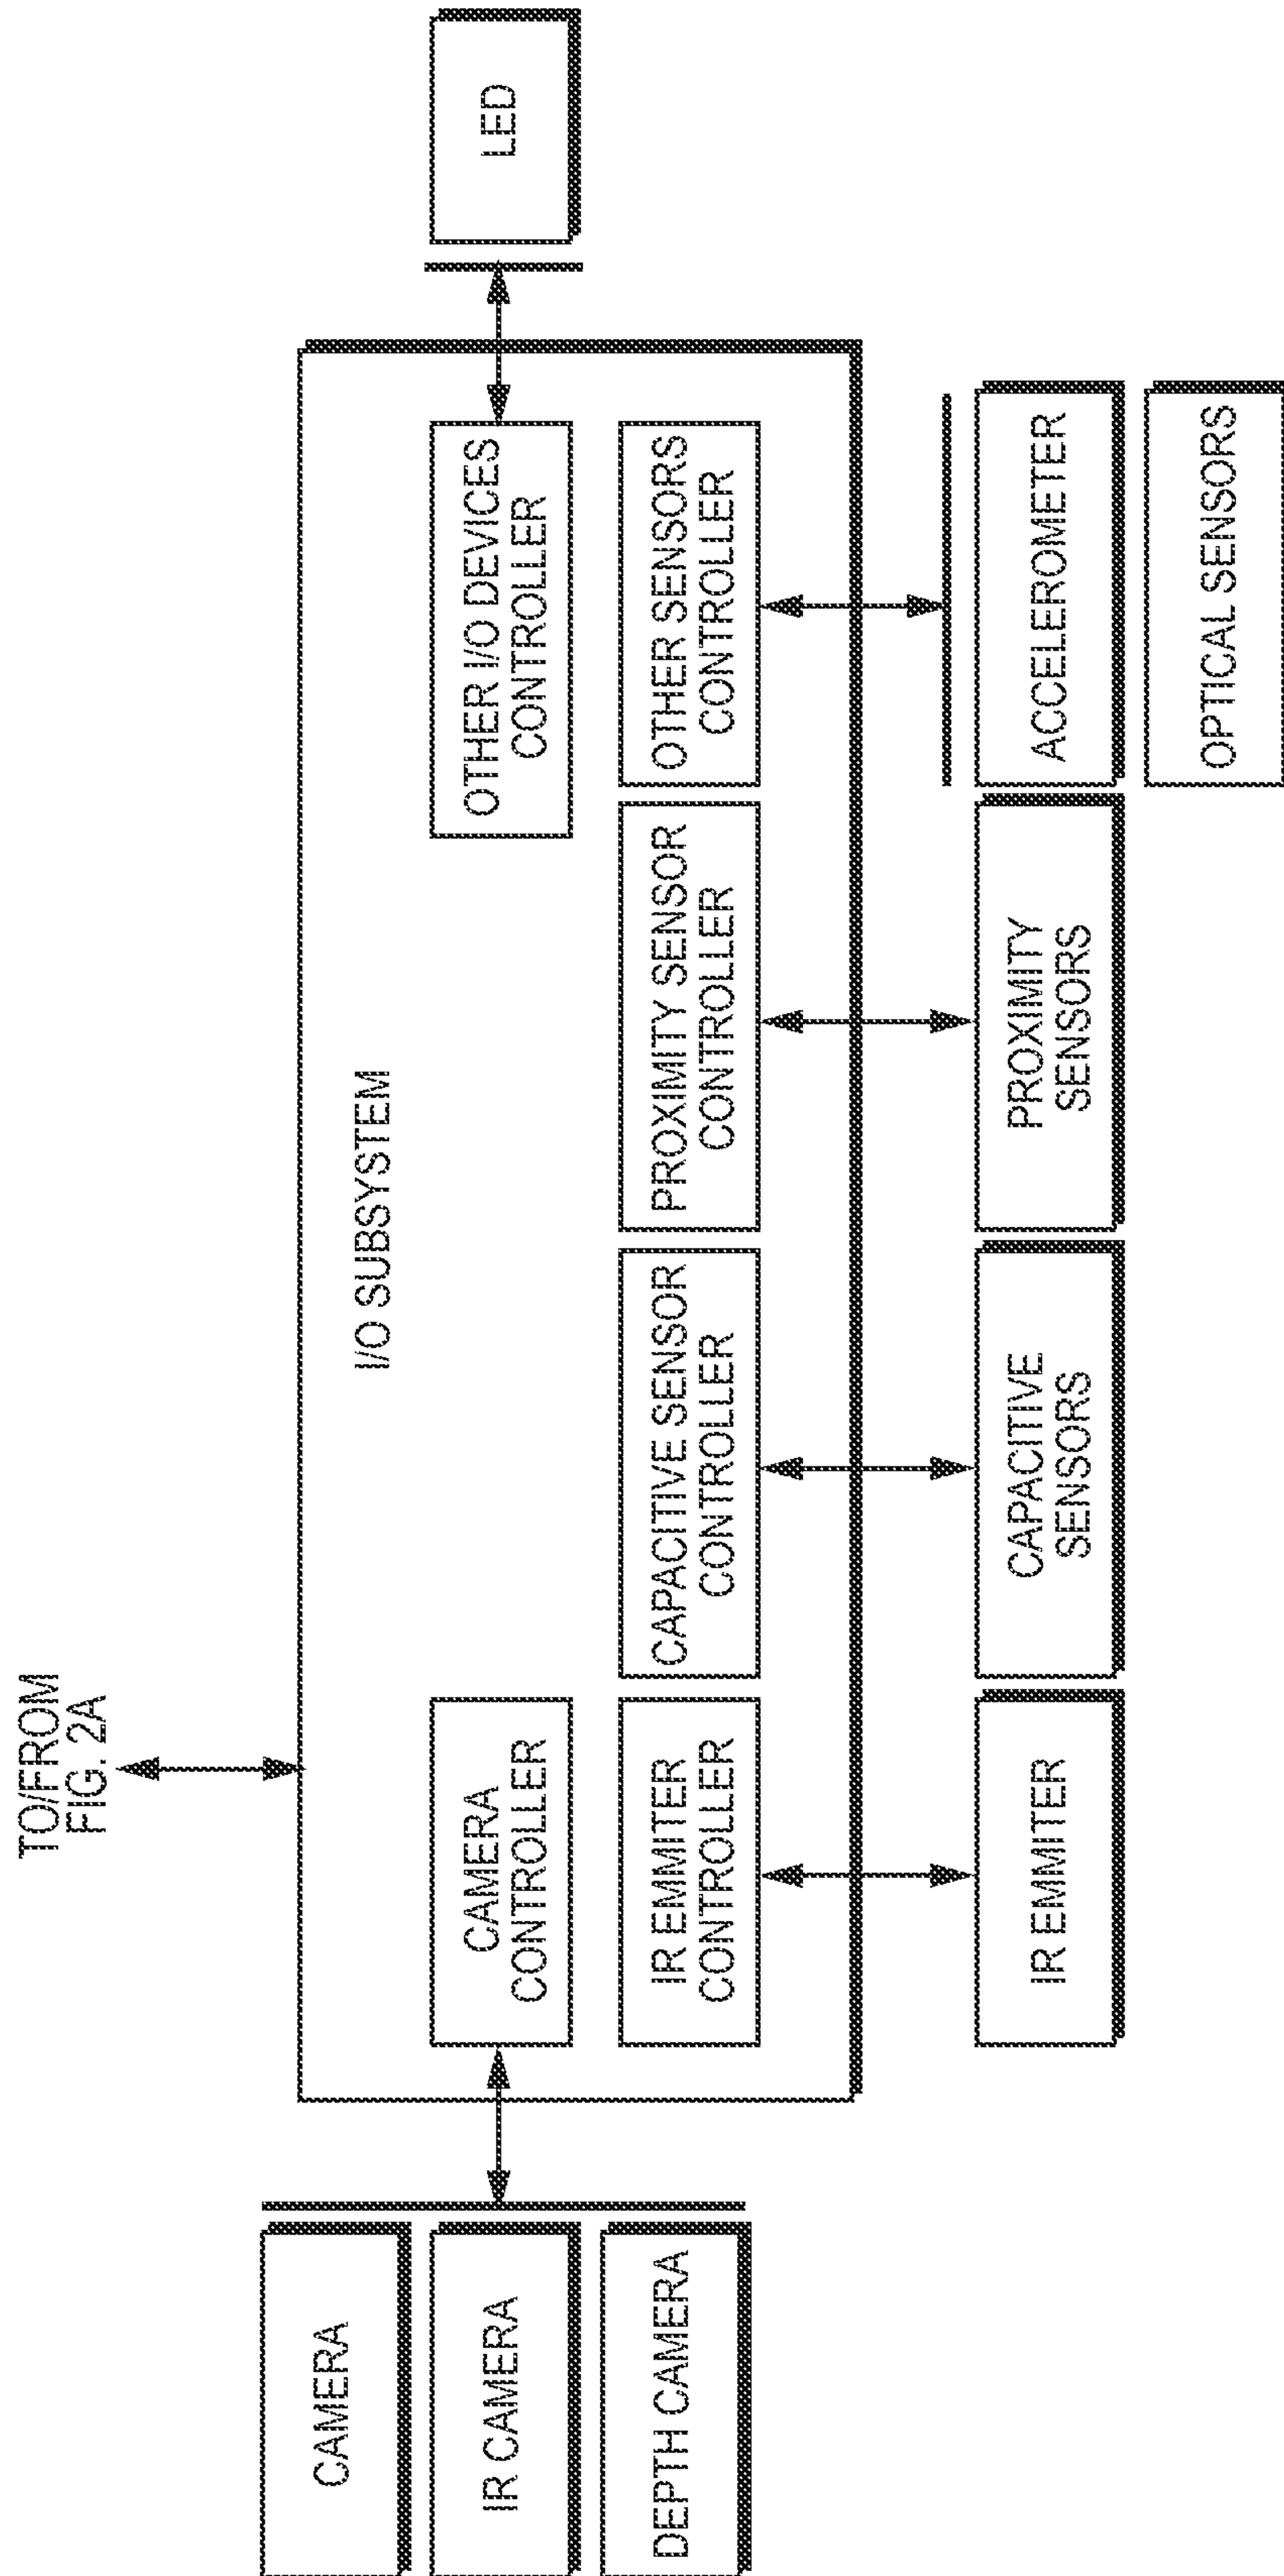 TO/FROM
FIG. 2A
I/O SUBSYSTEM
CAMERA
IR CAMERA
DEPTH CAMERA
CAMERA
CONTROLLER
OTHER I/O DEVICES
CONTROLLER
LED
IR EMMITER
CONTROLLER
CAPACITIVE SENSOR
CONTROLLER
PROXIMITY SENSOR
CONTROLLER
OTHER SENSORS
CONTROLLER
IR EMMITER
CAPACITIVE
SENSORS
PROXIMITY
SENSORS
ACCELEROMETER
OPTICAL SENSORS